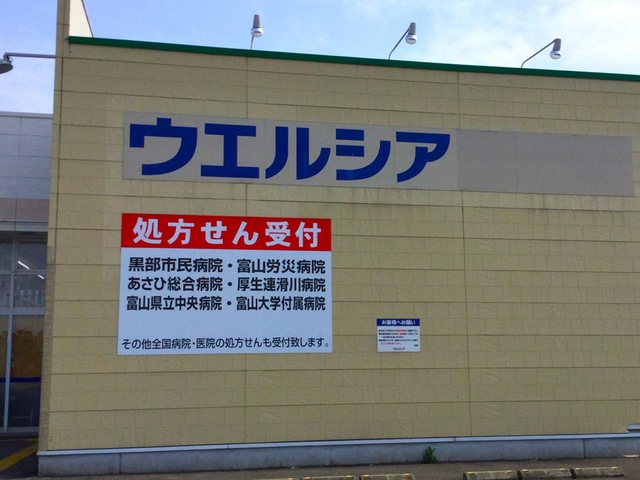 ウエルシア
処方せん受付
黒部市民病院・富山労災病院
あさひ総合病院・厚生連滑川病院
富山県立中央病院・富山大学付属病院
その他全国病院・医院の処方せんも受付致します。
お客様へお願い